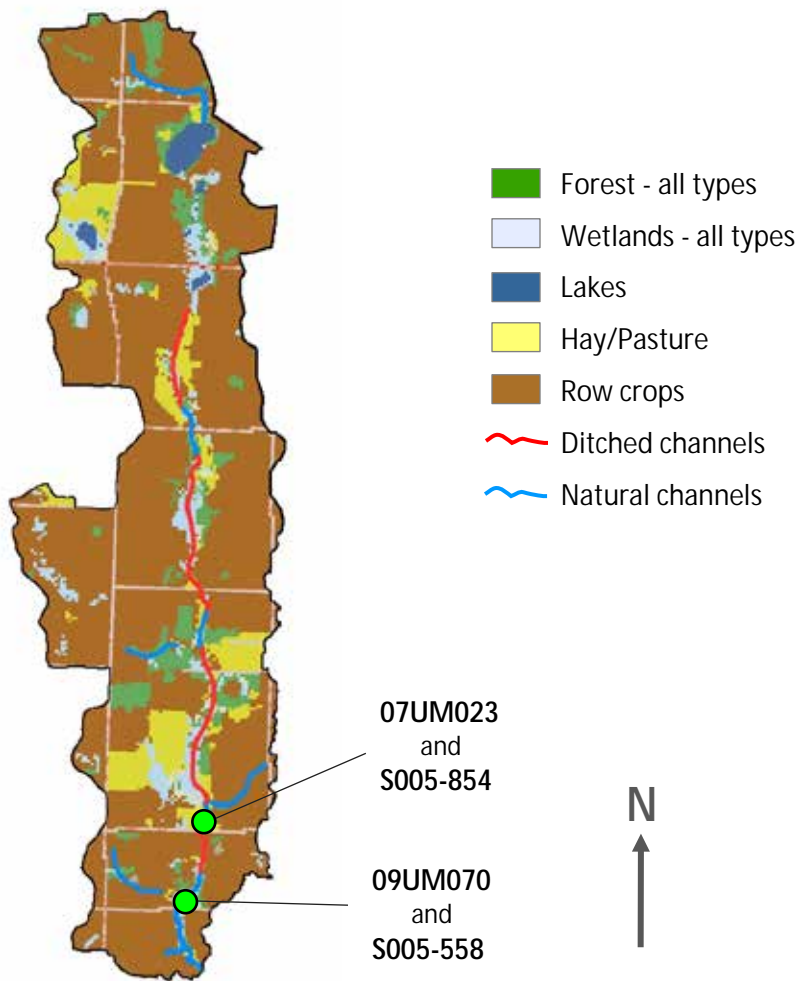 Forest - all types
Wetlands - all types
Lakes
Hay/Pasture
Row crops
Ditched channels
Natural channels
07UM023
and
S005-854
N
09UM070
and
S005-558